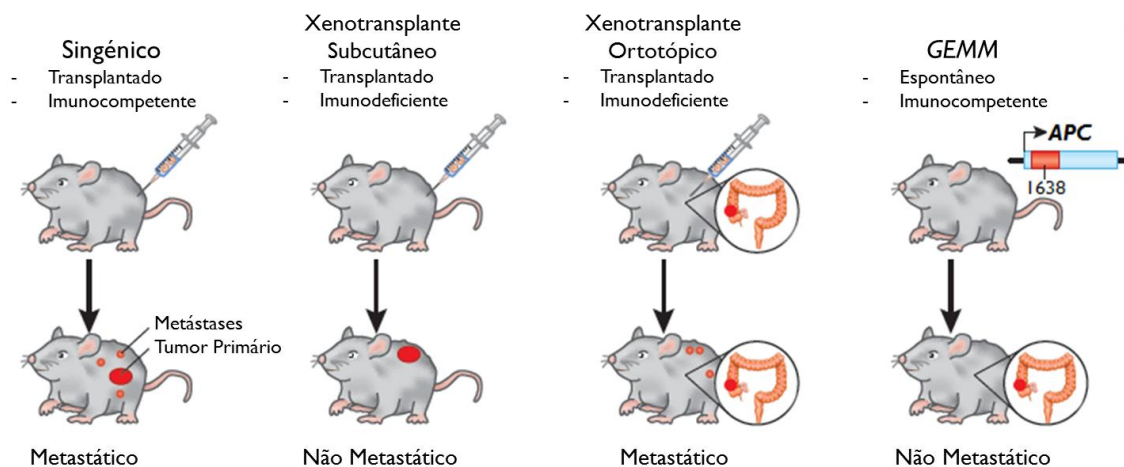 Singénico
- Transplantado
- Imunocompetente
Xenotransplante
Subcutâneo
- Transplantado
- Imunodeficiente
Xenotransplante
Ortotópico
- Transplantado
- Imunodeficiente
GEMM
- Espontâneo
- Imunocompetente
APC
1638
Metástases
Tumor Primário
Metastático
Não Metastático
Metastático
Não Metastático